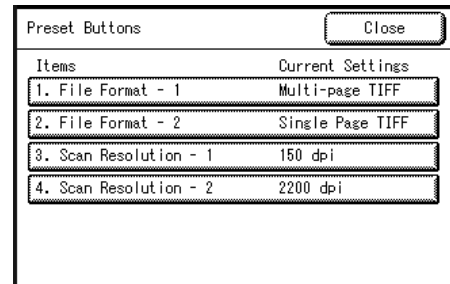 Preset Buttons Close
Items Current Settings
1. File Format - 1 Multi-page TIFF
2. File Format - 2 Single Page TIFF
3. Scan Resolution - 1 150 dpi
4. Scan Resolution - 2 2200 dpi